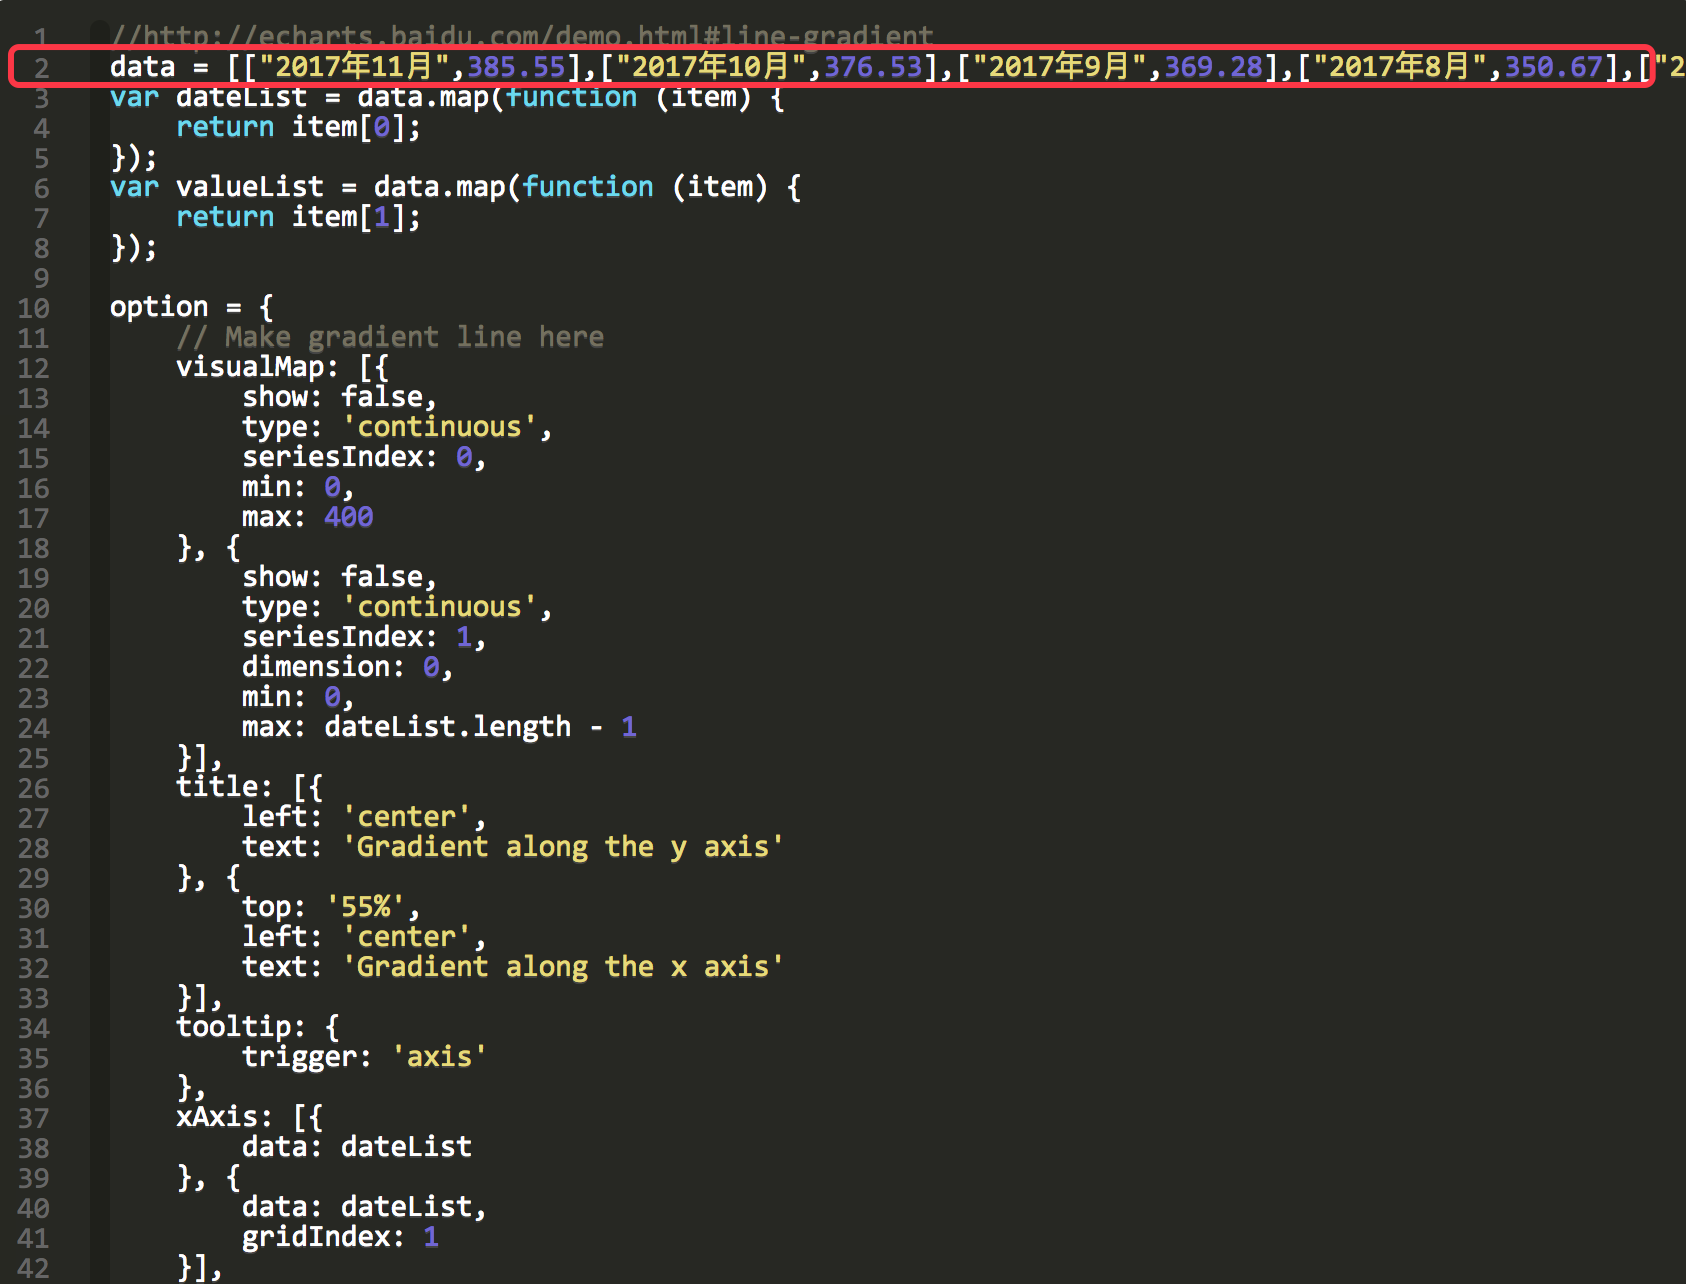 1 //http://echarts.baidu.com/demo.html#line-gradient
2 data = [["2017年11月",385.55],["2017年10月",376.53],["2017年9月",369.28],["2017年8月",350.67],["2
3 var dateList = data.map(function (item) {
4     return item[0];
5 });
6 var valueList = data.map(function (item) {
7     return item[1];
8 });
9
10 option = {
11     // Make gradient line here
12     visualMap: [{
13         show: false,
14         type: 'continuous',
15         seriesIndex: 0,
16         min: 0,
17         max: 400
18     }, {
19         show: false,
20         type: 'continuous',
21         seriesIndex: 1,
22         dimension: 0,
23         min: 0,
24         max: dateList.length - 1
25     }],
26     title: [{
27         left: 'center',
28         text: 'Gradient along the y axis'
29     }, {
30         top: '55%',
31         left: 'center',
32         text: 'Gradient along the x axis'
33     }],
34     tooltip: {
35         trigger: 'axis'
36     },
37     xAxis: [{
38         data: dateList
39     }, {
40         data: dateList,
41         gridIndex: 1
42     }],